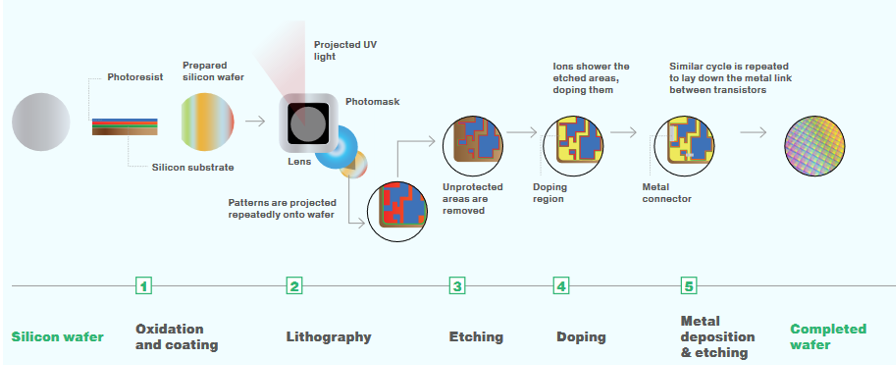 Photoresist
Prepared
silicon wafer
Silicon substrate
Projected UV
light
Photomask
Lens
Patterns are projected
repeatedly onto wafer
Unprotected
areas are
removed
Ions shower the
etched areas,
doping them
Doping
region
Similar cycle is repeated
to lay down the metal link
between transistors
Metal
connector
1
2
3
4
5
Silicon wafer
Oxidation
and coating
Lithography
Etching
Doping
Metal
deposition
& etching
Completed
wafer